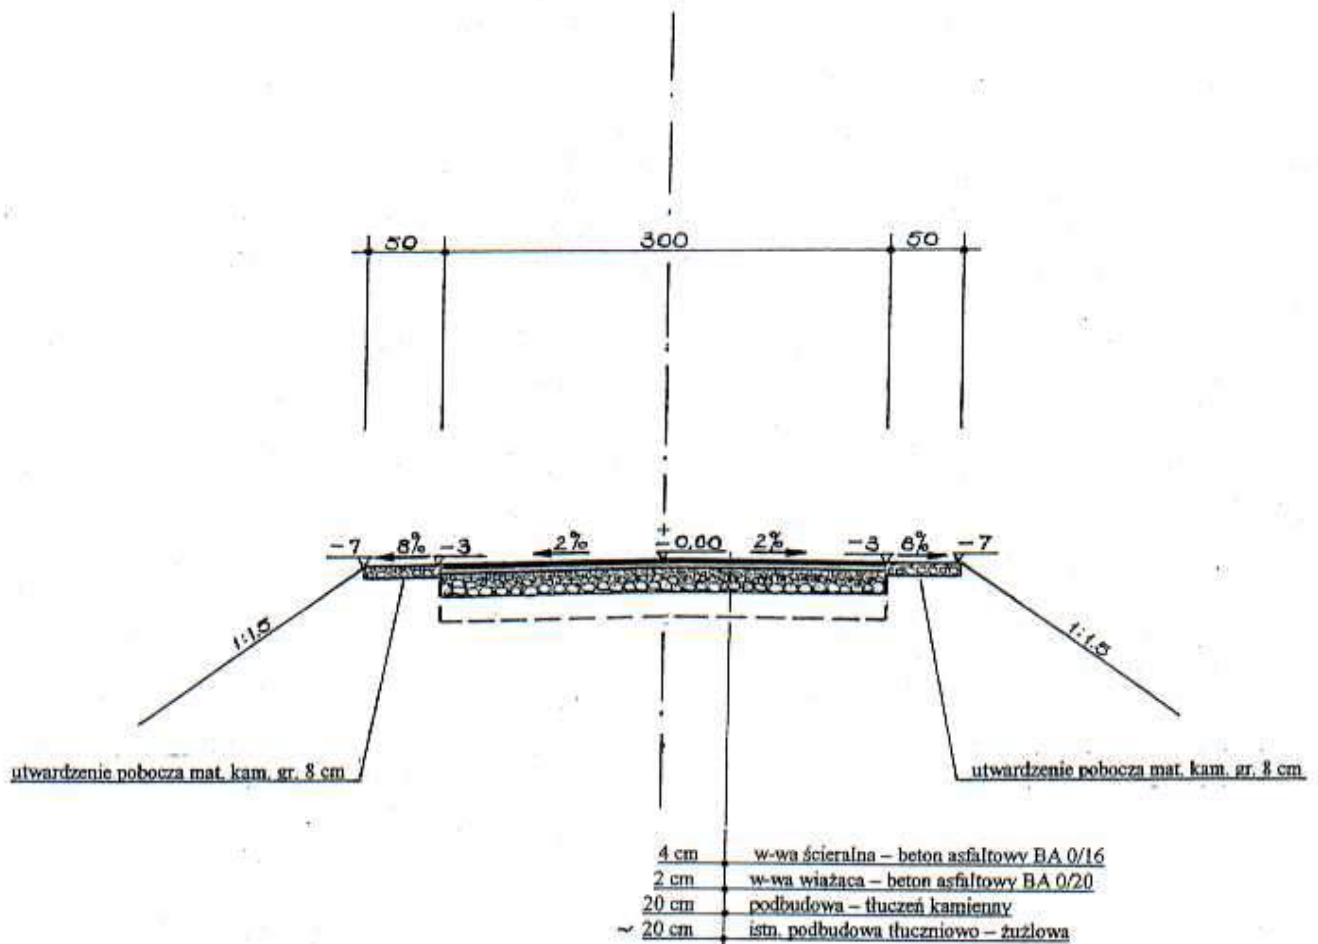 50 300 50
-7 8% -3 2% ±0,00 2% -3 8% -7
1:1.5 1:1.5
utwardzenie pobocza mat. kam. gr. 8 cm utwardzenie pobocza mat. kam. gr. 8 cm
4 cm w-wa ścieralna – beton asfaltowy BA 0/16
2 cm w-wa wiążąca – beton asfaltowy BA 0/20
20 cm podbudowa – tłuczeń kamienny
~ 20 cm istn. podbudowa tłuczniowo – żużlowa